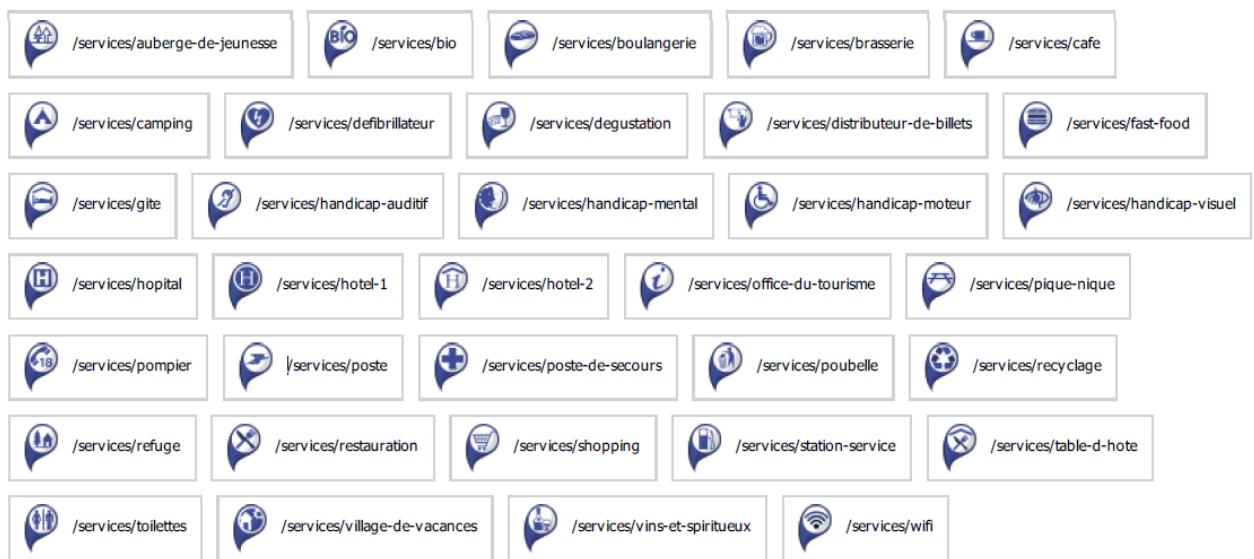 BIO /services/auberge-de-jeunesse /services/bio /services/boulangerie /services/brasserie /services/cafe
/services/camping /services/defibrillateur /services/degustation /services/distributeur-de-billets /services/fast-food
/services/gite /services/handicap-auditif /services/handicap-mental /services/handicap-moteur /services/handicap-visuel
H /services/hopital H /services/hotel-1 H /services/hotel-2 i /services/office-du-tourisme /services/pique-nique
18 /services/pompier /services/poste /services/poste-de-secours /services/poubelle /services/recyclage
/services/refuge /services/restauration /services/shopping /services/station-service /services/table-d-hote
/services/toilettes /services/village-de-vacances /services/vins-et-spiritueux /services/wifi